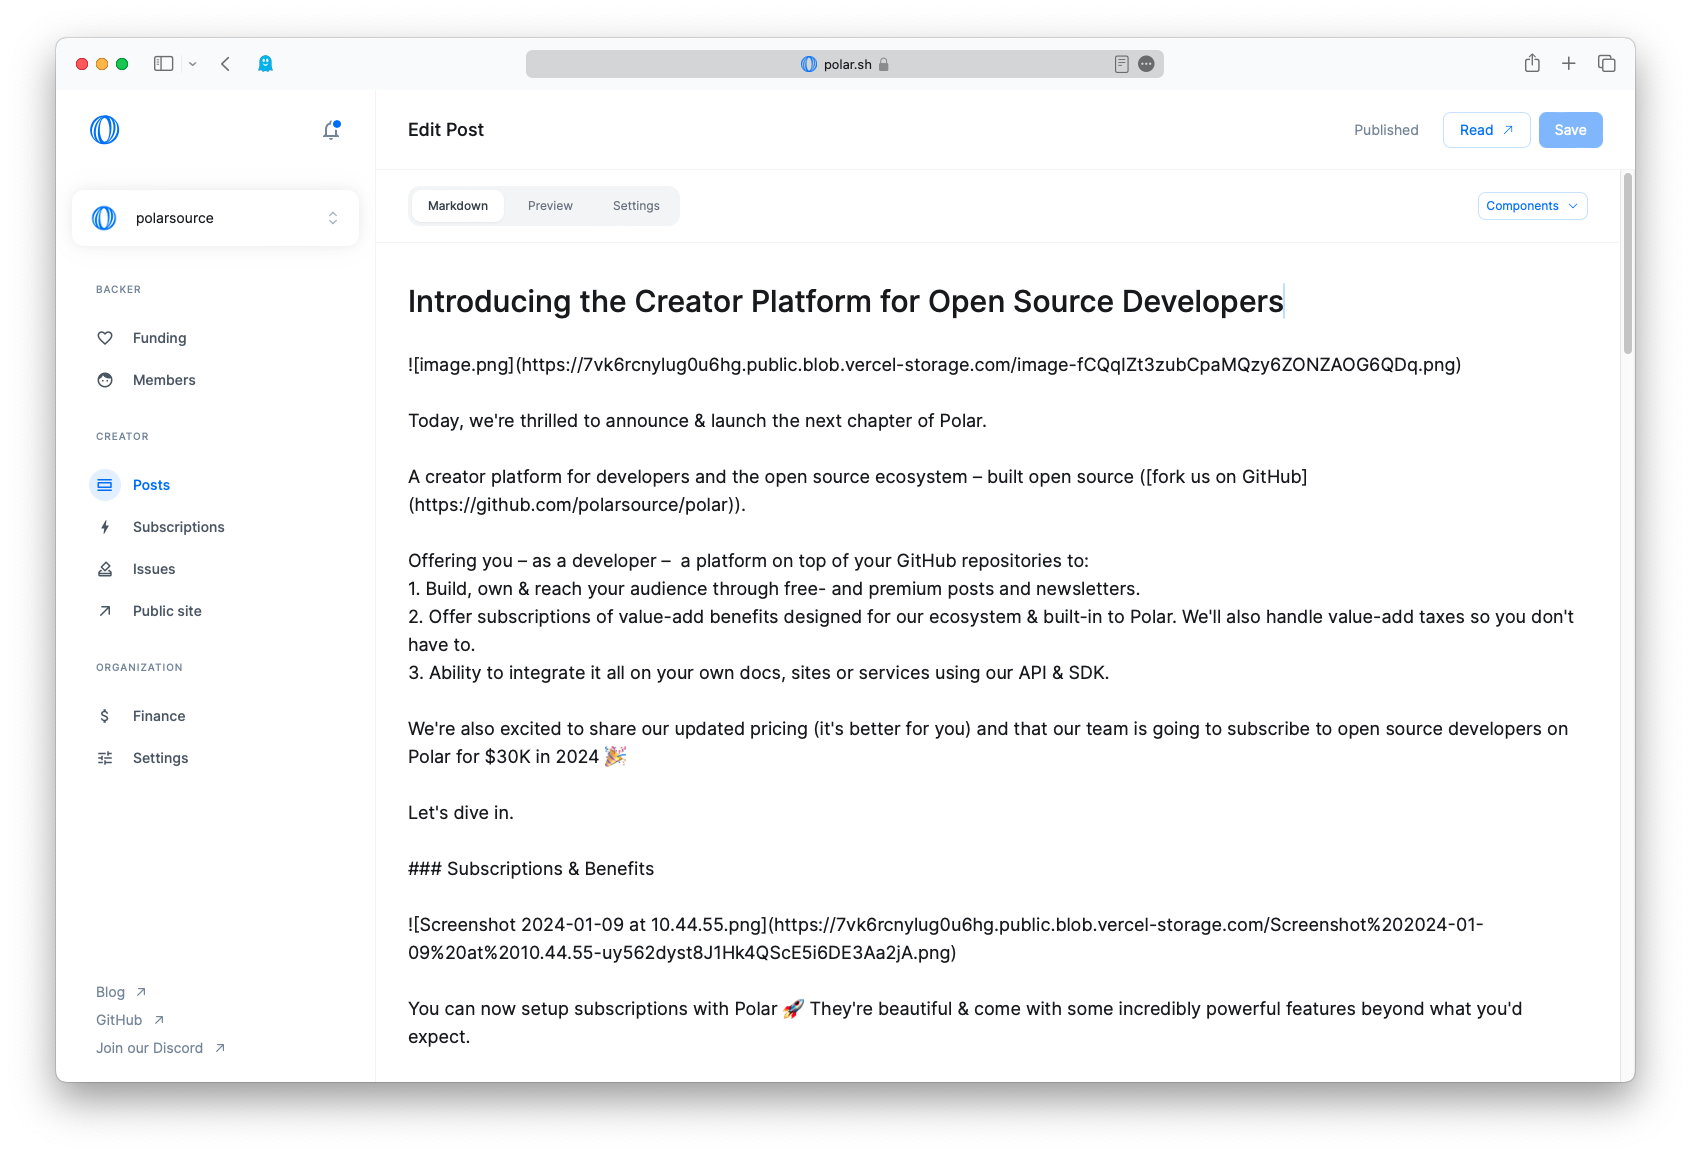 polar.sh
Edit Post
Published
Read
Save
polarsource
Markdown
Preview
Settings
Components
BACKER
Funding
Members
CREATOR
Posts
Subscriptions
Issues
Public site
ORGANIZATION
Finance
Settings
Blog
GitHub
Join our Discord
Introducing the Creator Platform for Open Source Developers
![image.png](https://7vk6rcnylug0u6hg.public.blob.vercel-storage.com/image-fCQqIZt3zubCpaMQzy6ZONZAOG6QDq.png)
Today, we're thrilled to announce & launch the next chapter of Polar.
A creator platform for developers and the open source ecosystem – built open source ([fork us on GitHub]
(https://github.com/polarsource/polar)).
Offering you – as a developer –  a platform on top of your GitHub repositories to:
1. Build, own & reach your audience through free- and premium posts and newsletters.
2. Offer subscriptions of value-add benefits designed for our ecosystem & built-in to Polar. We'll also handle value-add taxes so you don't
have to.
3. Ability to integrate it all on your own docs, sites or services using our API & SDK.
We're also excited to share our updated pricing (it's better for you) and that our team is going to subscribe to open source developers on
Polar for $30K in 2024 🎉
Let's dive in.
### Subscriptions & Benefits
![Screenshot 2024-01-09 at 10.44.55.png](https://7vk6rcnylug0u6hg.public.blob.vercel-storage.com/Screenshot%202024-01-
09%20at%2010.44.55-uy562dyst8J1Hk4QScE5i6DE3Aa2jA.png)
You can now setup subscriptions with Polar 🚀 They're beautiful & come with some incredibly powerful features beyond what you'd
expect.